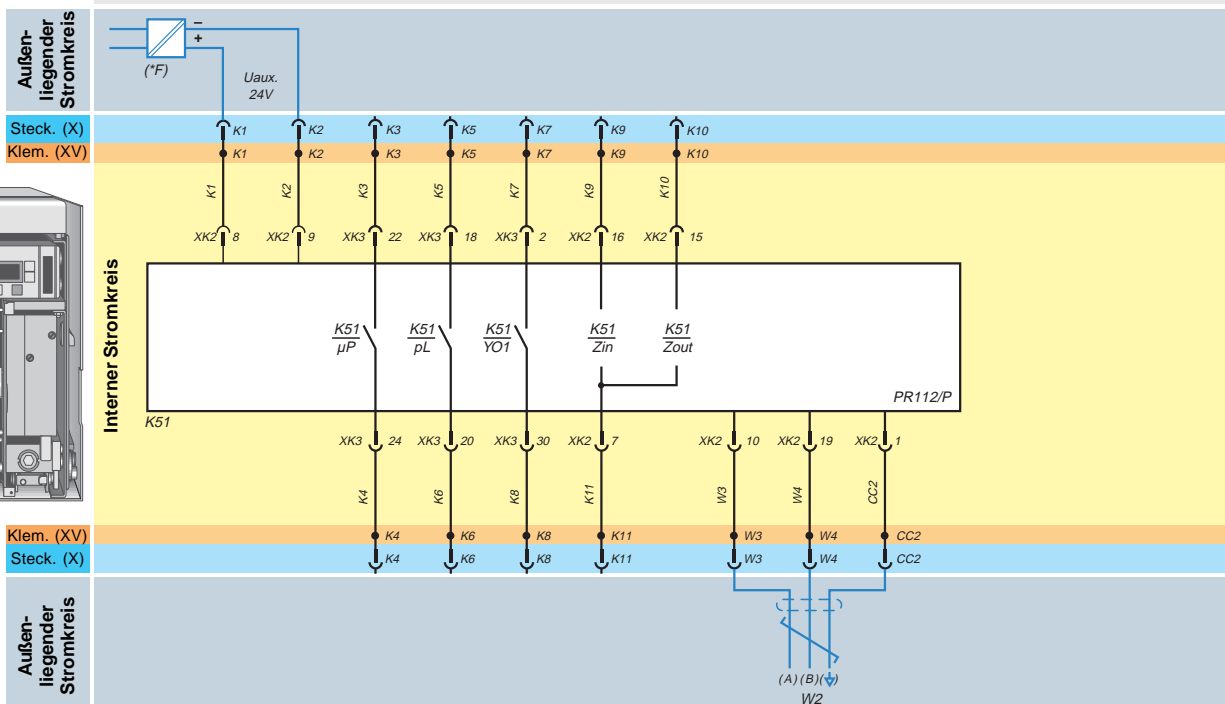 Außen-
liegender
Stromkreis
–
+
(*F)
Uaux.
24V
Steck. (X)
K1 K2 K3 K5 K7 K9 K10
Klem. (XV)
K1 K2 K3 K5 K7 K9 K10
K1 K2 K3 K5 K7 K9 K10
XK2 8 XK2 9 XK3 22 XK3 18 XK3 2 XK2 16 XK2 15
Interner Stromkreis
K51 K51 K51 K51 K51
µP pL YO1 Zin Zout
PR112/P
K51
XK3 24 XK3 20 XK3 30 XK2 7 XK2 10 XK2 19 XK2 1
K4 K6 K8 K11 W3 W4 CC2
Klem. (XV)
K4 K6 K8 K11 W3 W4 CC2
Steck. (X)
K4 K6 K8 K11 W3 W4 CC2
Außen-
liegender
Stromkreis
(A) (B) ( )
W2